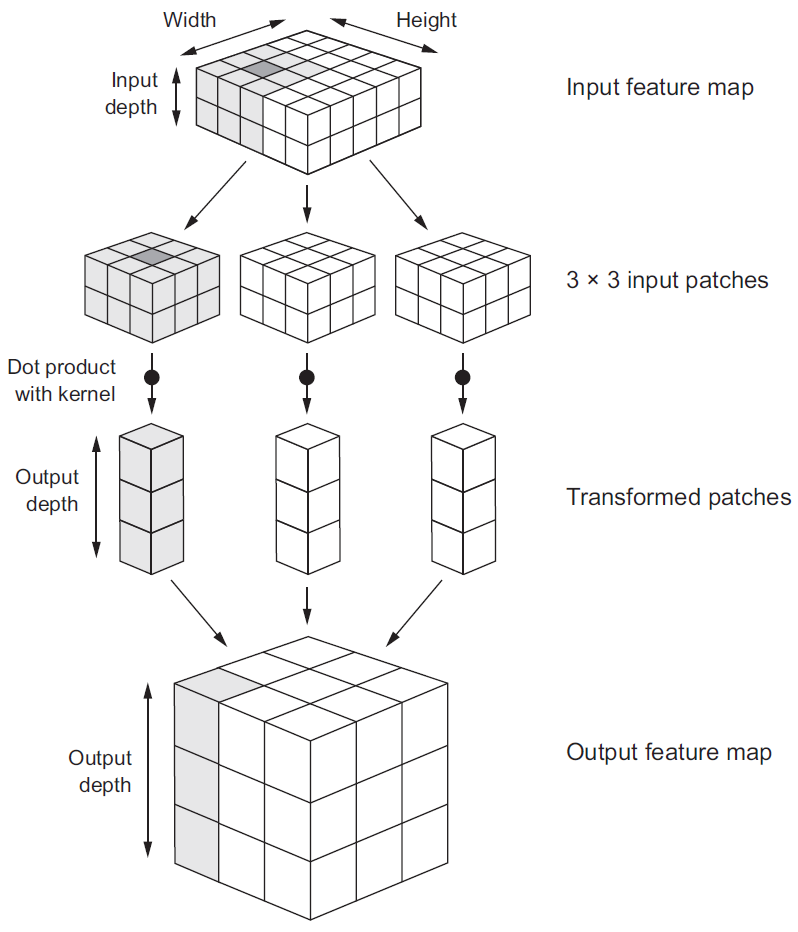 Width
Height
Input
depth
Input feature map
3 × 3 input patches
Dot product
with kernel
Output
depth
Transformed patches
Output
depth
Output feature map